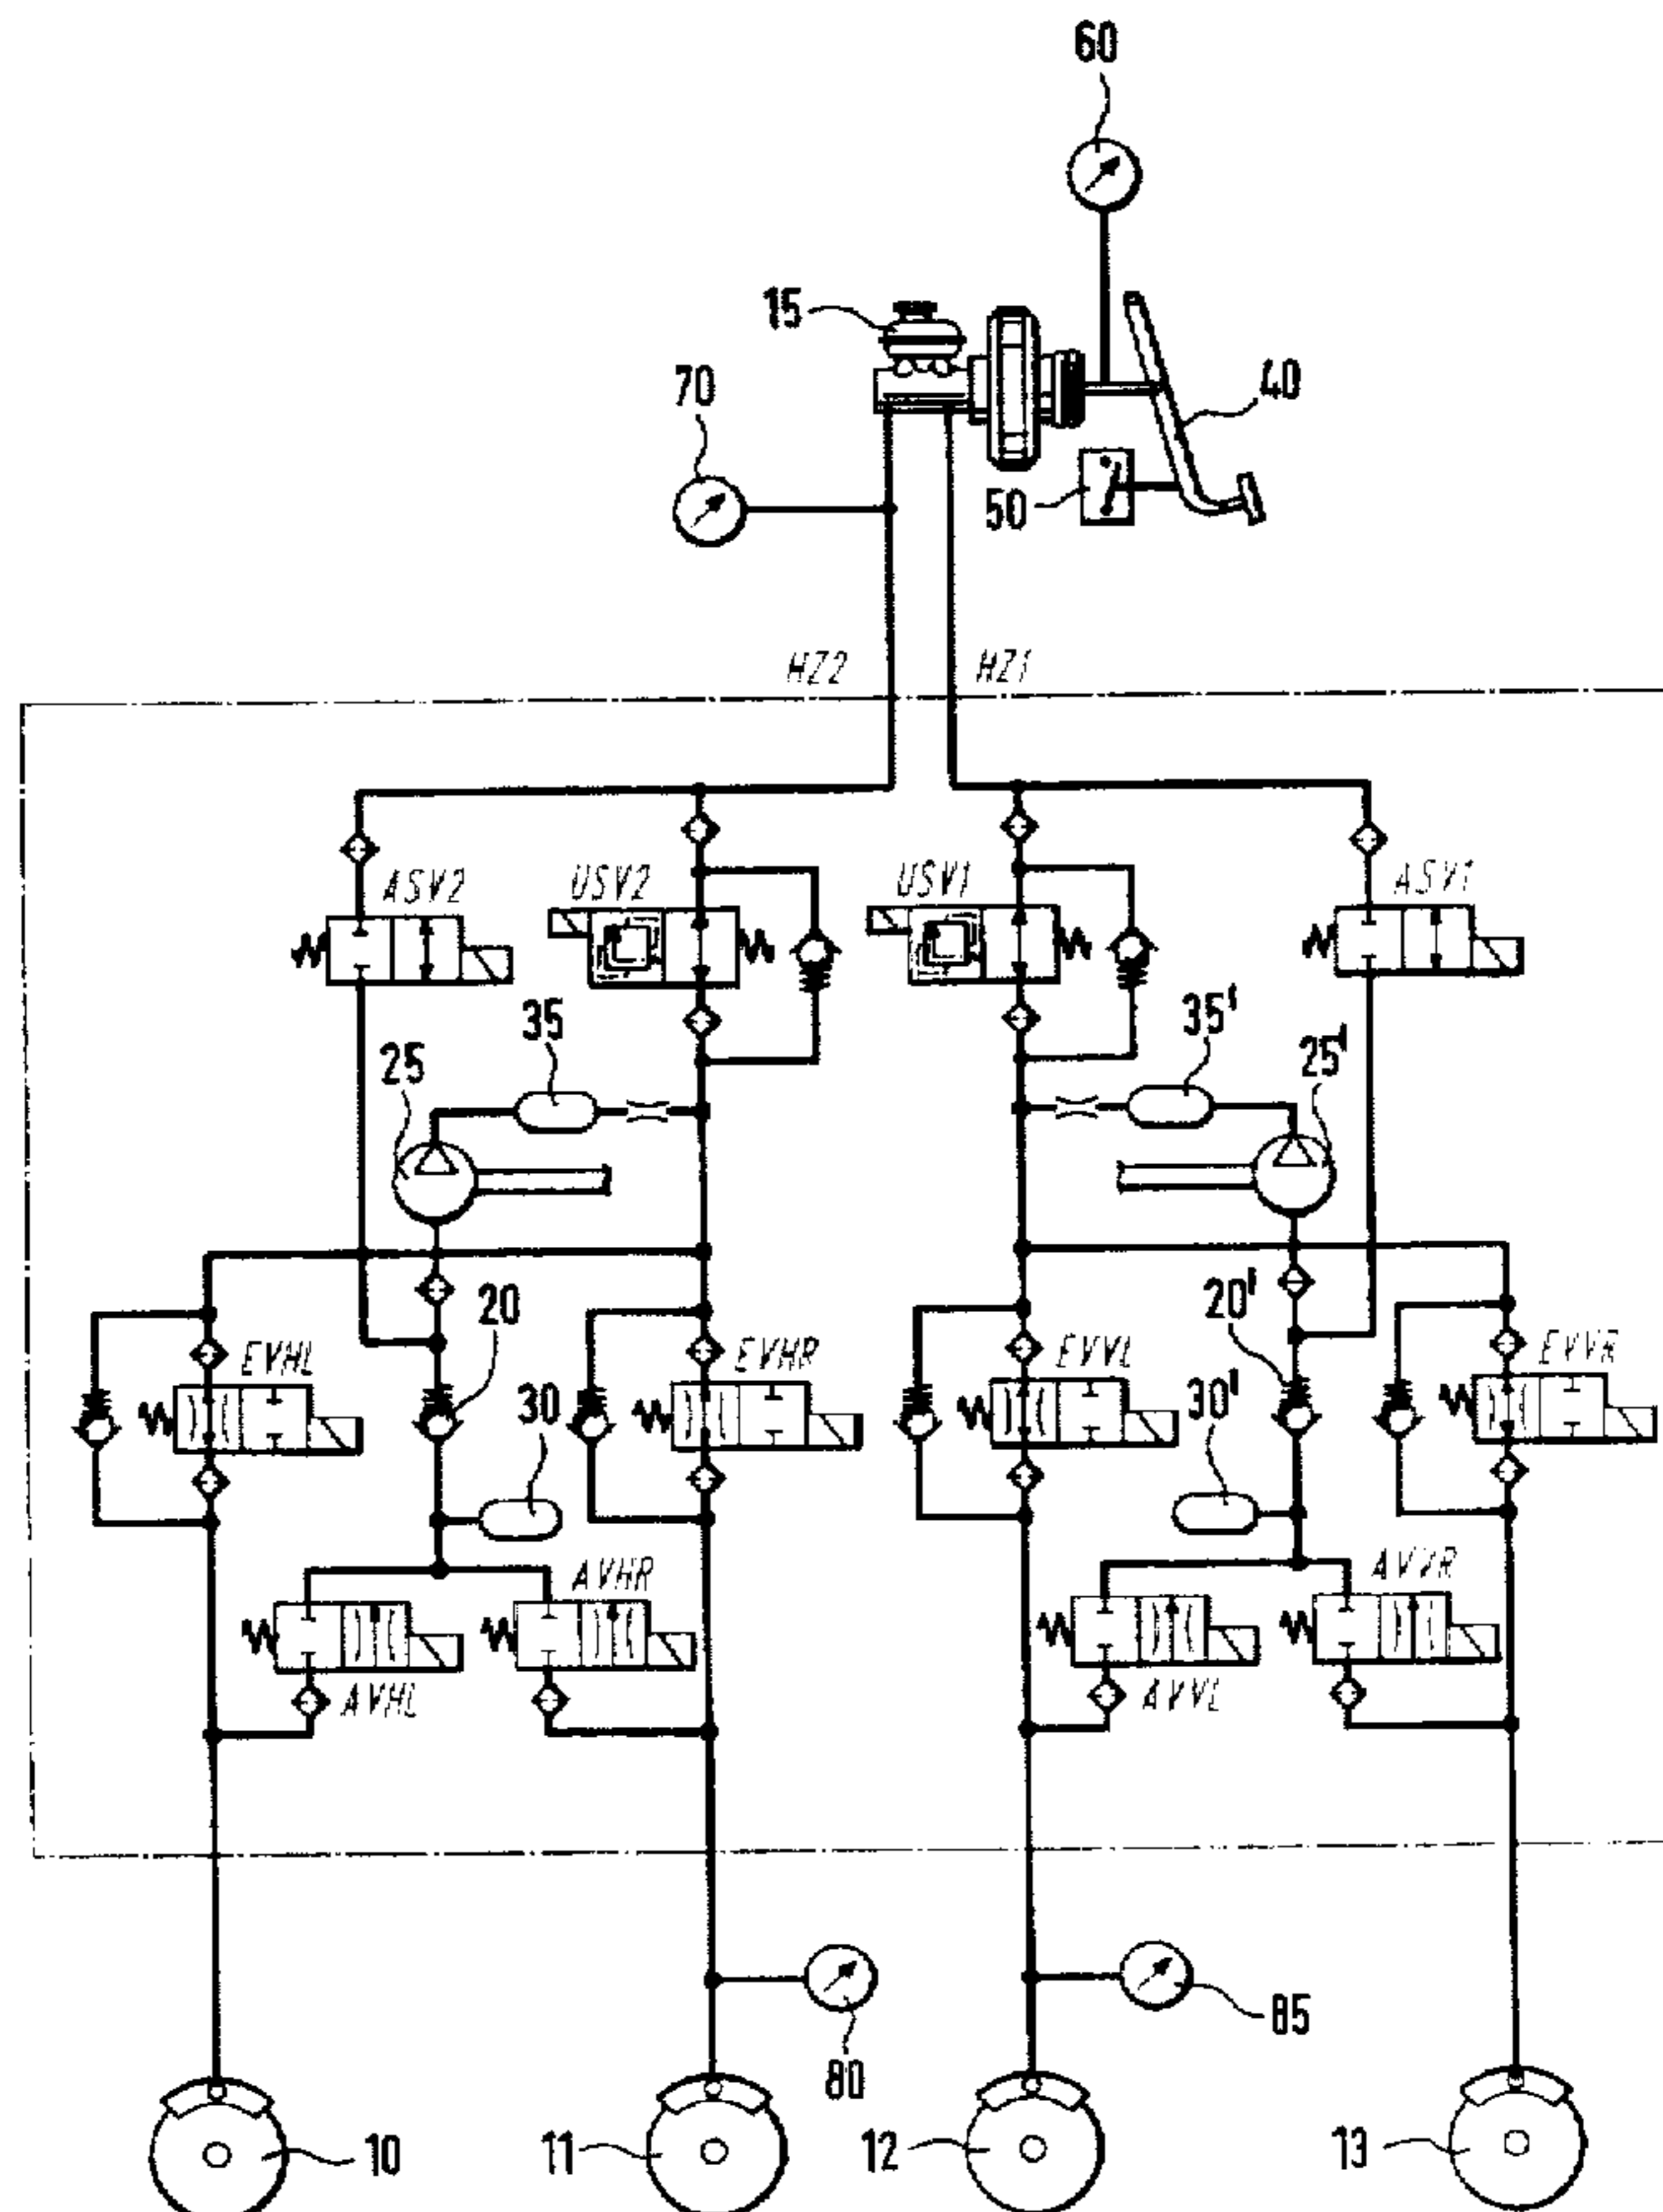 60
15
70
40
50
HZ2 HZ1
ASV2 USV2 USV1 ASV1
35 35'
25 25'
20 20'
EVHL EVHR EVVL EVVR
30 30'
AVHR AVVR
AVHL AVVL
85
80
10 11 12 13